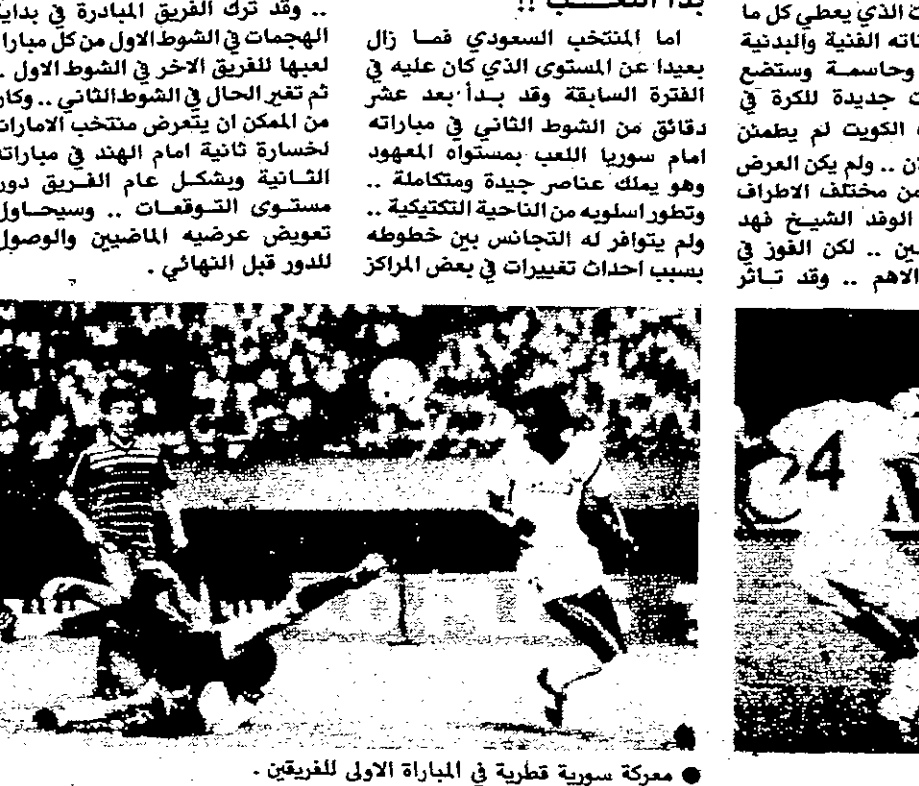 الذي يعطي كل ما
الفنية والبدنية
وحاسمة وستضع
جديدة للكرة في
الكويت لم يطمئن
.. ولم يكن العرض
من مختلف الاطراف
الوفد الشيخ فهد
.. لكن الفوز في
الاهم .. وقد تاثر
24
بدا التعب !!
اما المنتخب السعودي فما زال
بعيدا عن المستوى الذي كان عليه في
الفترة السابقة وقد بدأ بعد عشر
دقائق من الشوط الثاني في مباراته
امام سوريا اللعب بمستواه المعهود
وهو يملك عناصر جيدة ومتكاملة ..
وتطور اسلوبه من الناحية التكتيكية ..
ولم يتوافر له التجانس بين خطوطه
بسبب احداث تغييرات في بعض المراكز
.. وقد ترك الفريق المبادرة في بداية
الهجمات في الشوط الاول من كل مبارا
لعبها للفريق الاخر في الشوط الاول .
ثم تغير الحال في الشوط الثاني .. وكان
من الممكن ان يتعرض منتخب الامارات
لخسارة ثانية امام الهند في مباراته
الثانية وبشكل عام الفريق دون
مستوى التوقعات .. وسيحاول
تعويض عرضيه الماضيين والوصول
للدور قبل النهائي .
● معركة سورية قطرية في المباراة الاولى للفريقين .